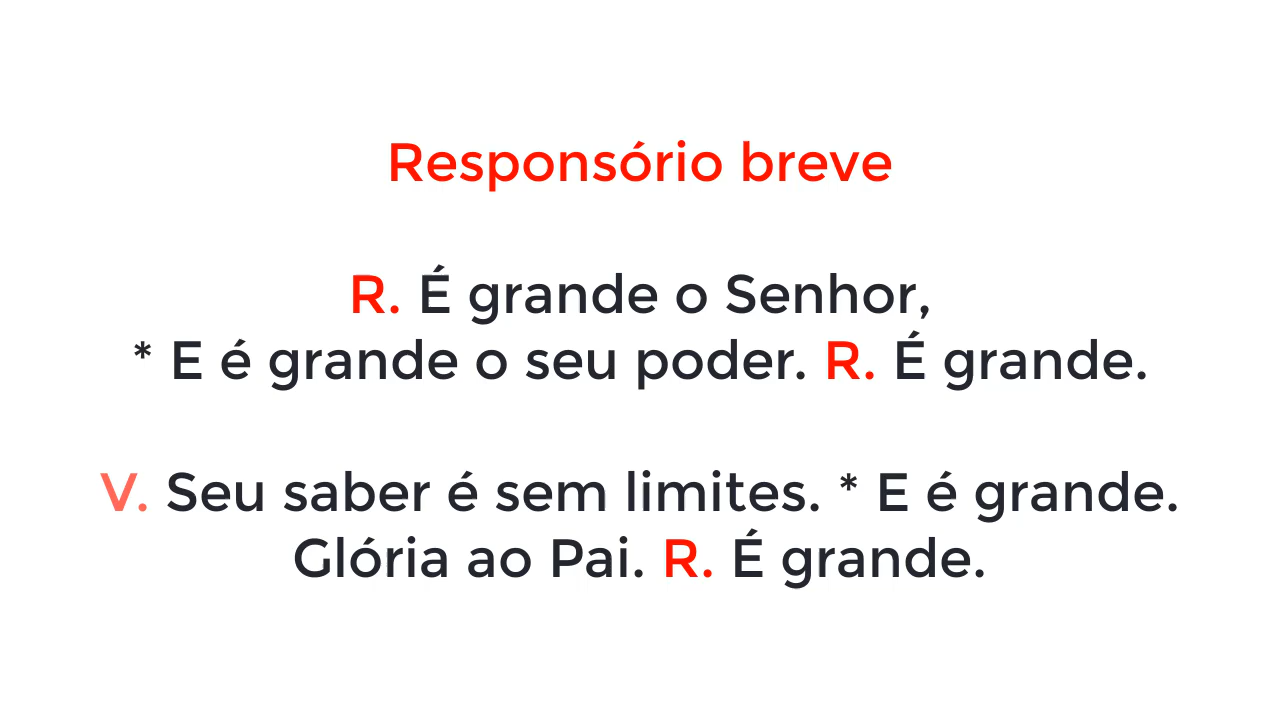 Responsório breve
R. É grande o Senhor,
* E é grande o seu poder. R. É grande.
V. Seu saber é sem limites. * E é grande.
Glória ao Pai. R. É grande.